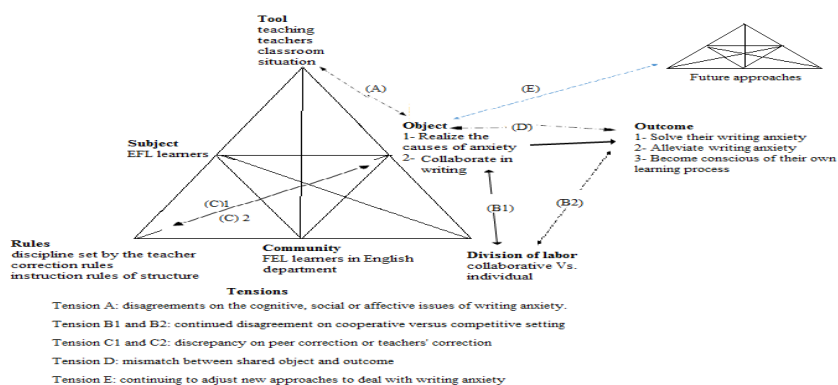 Tool
teaching
teachers
classroom
situation
(A)
(E)
Future approaches
Object
1- Realize the
causes of anxiety
2- Collaborate in
writing
(D)
Outcome
1- Solve their writing anxiety
2- Alleviate writing anxiety
3- Become conscious of their own
learning process
Subject
EFL learners
(C)1
(C) 2
(B1)
(B2)
Rules
discipline set by the teacher
correction rules
instruction rules of structure
Community
FEL learners in English
department
Division of labor
collaborative Vs.
individual
Tensions
Tension A: disagreements on the cognitive, social or affective issues of writing anxiety.
Tension B1 and B2: continued disagreement on cooperative versus competitive setting
Tension C1 and C2: discrepancy on peer correction or teachers' correction
Tension D: mismatch between shared object and outcome
Tension E: continuing to adjust new approaches to deal with writing anxiety